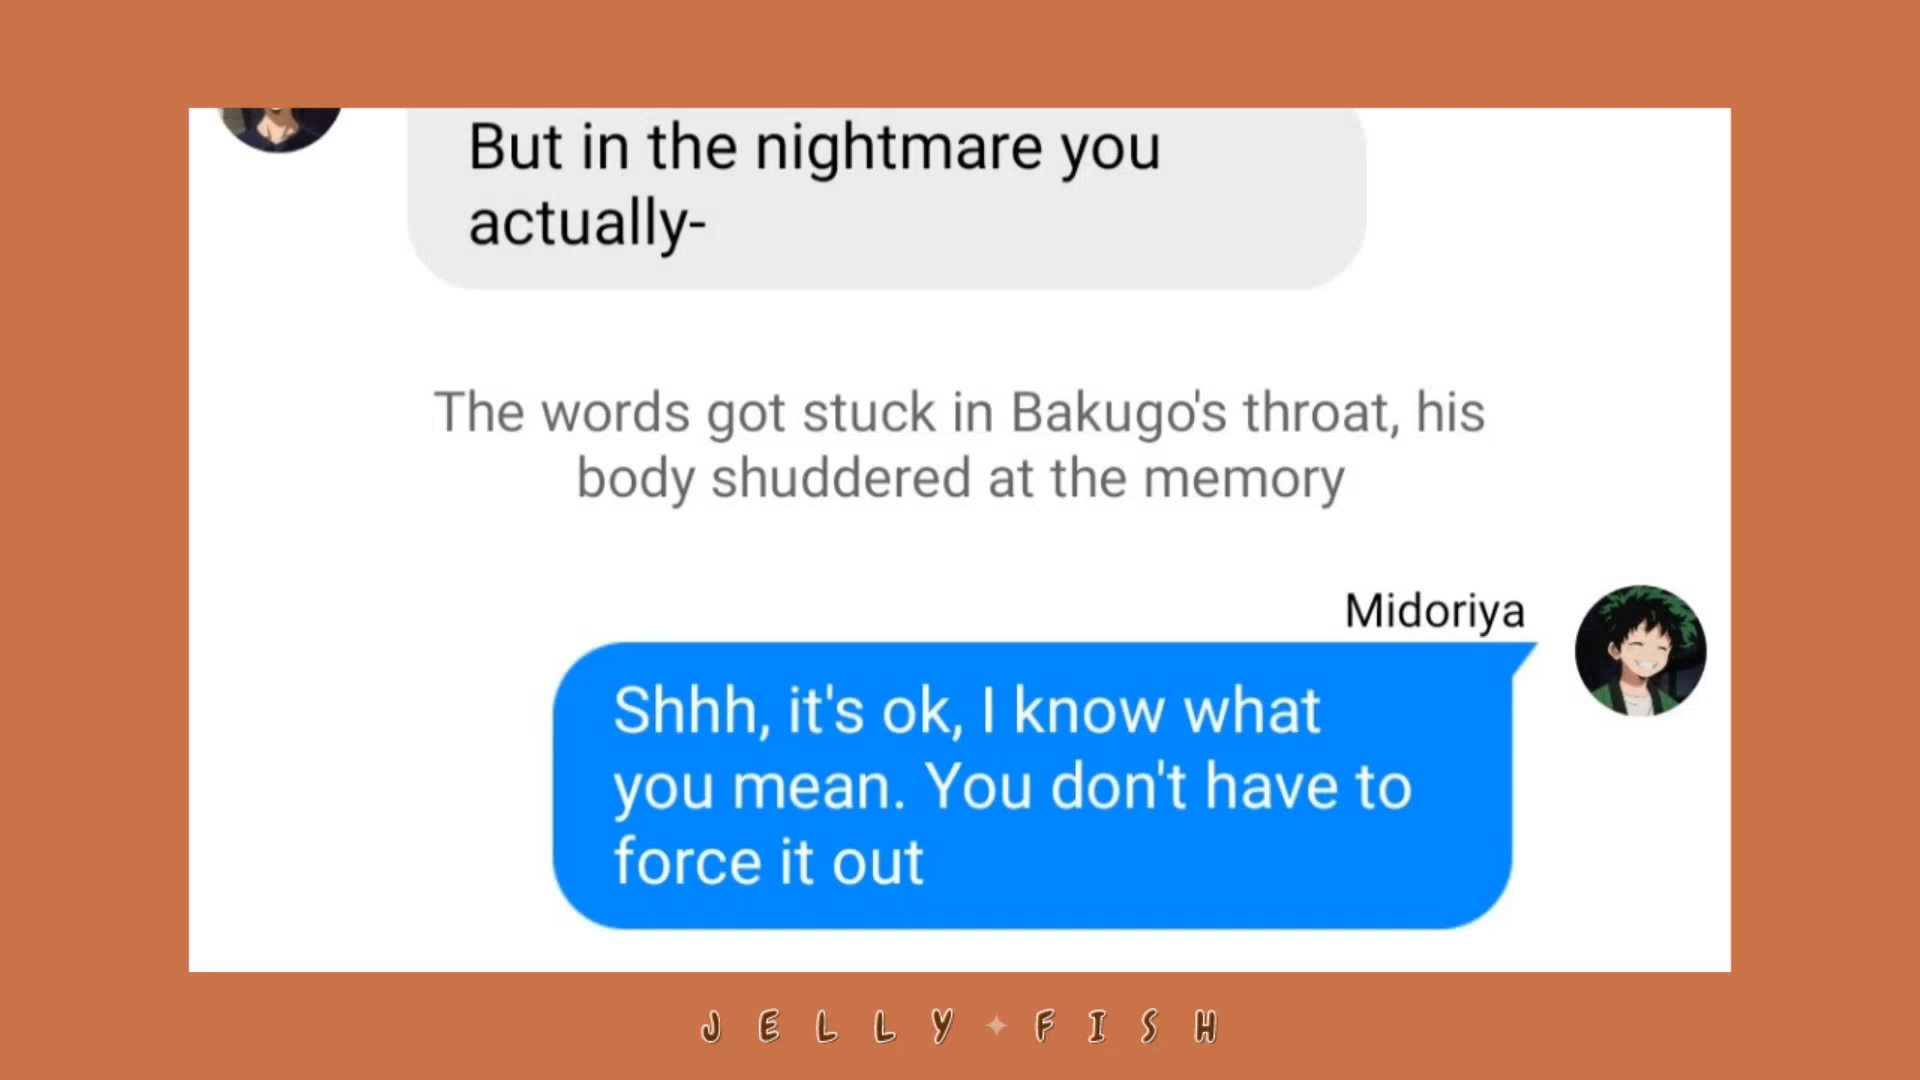 But in the nightmare you
actually-
The words got stuck in Bakugo's throat, his
body shuddered at the memory
Midoriya
Shhh, it's ok, I know what
you mean. You don't have to
force it out
JELLY✦FISH